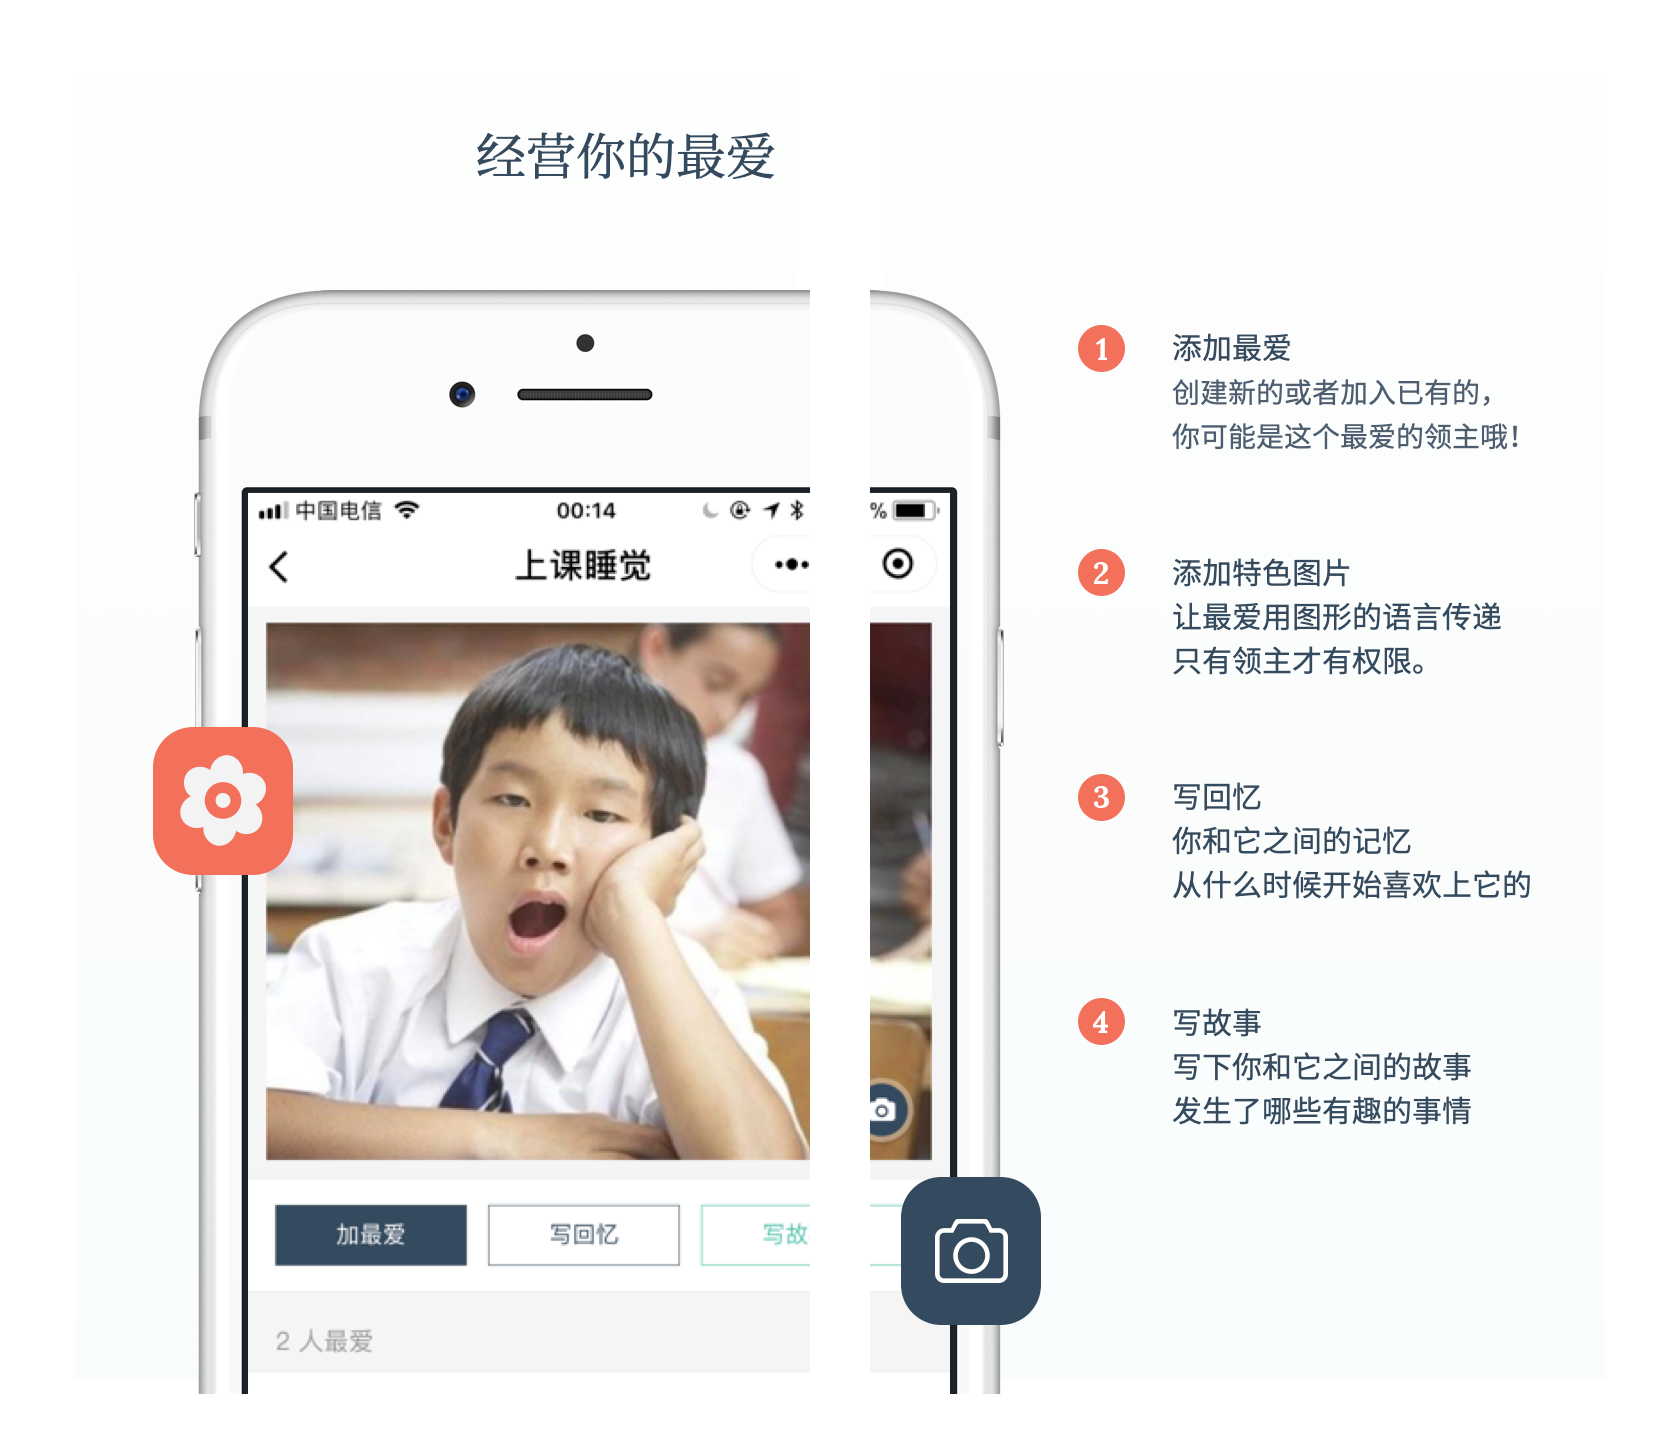 经营你的最爱
中国电信 00:14 %
上课睡觉
加最爱
写回忆
写故
2 人最爱
1 添加最爱
创建新的或者加入已有的，
你可能是这个最爱的领主哦！
2 添加特色图片
让最爱用图形的语言传递
只有领主才有权限。
3 写回忆
你和它之间的记忆
从什么时候开始喜欢上它的
4 写故事
写下你和它之间的故事
发生了哪些有趣的事情